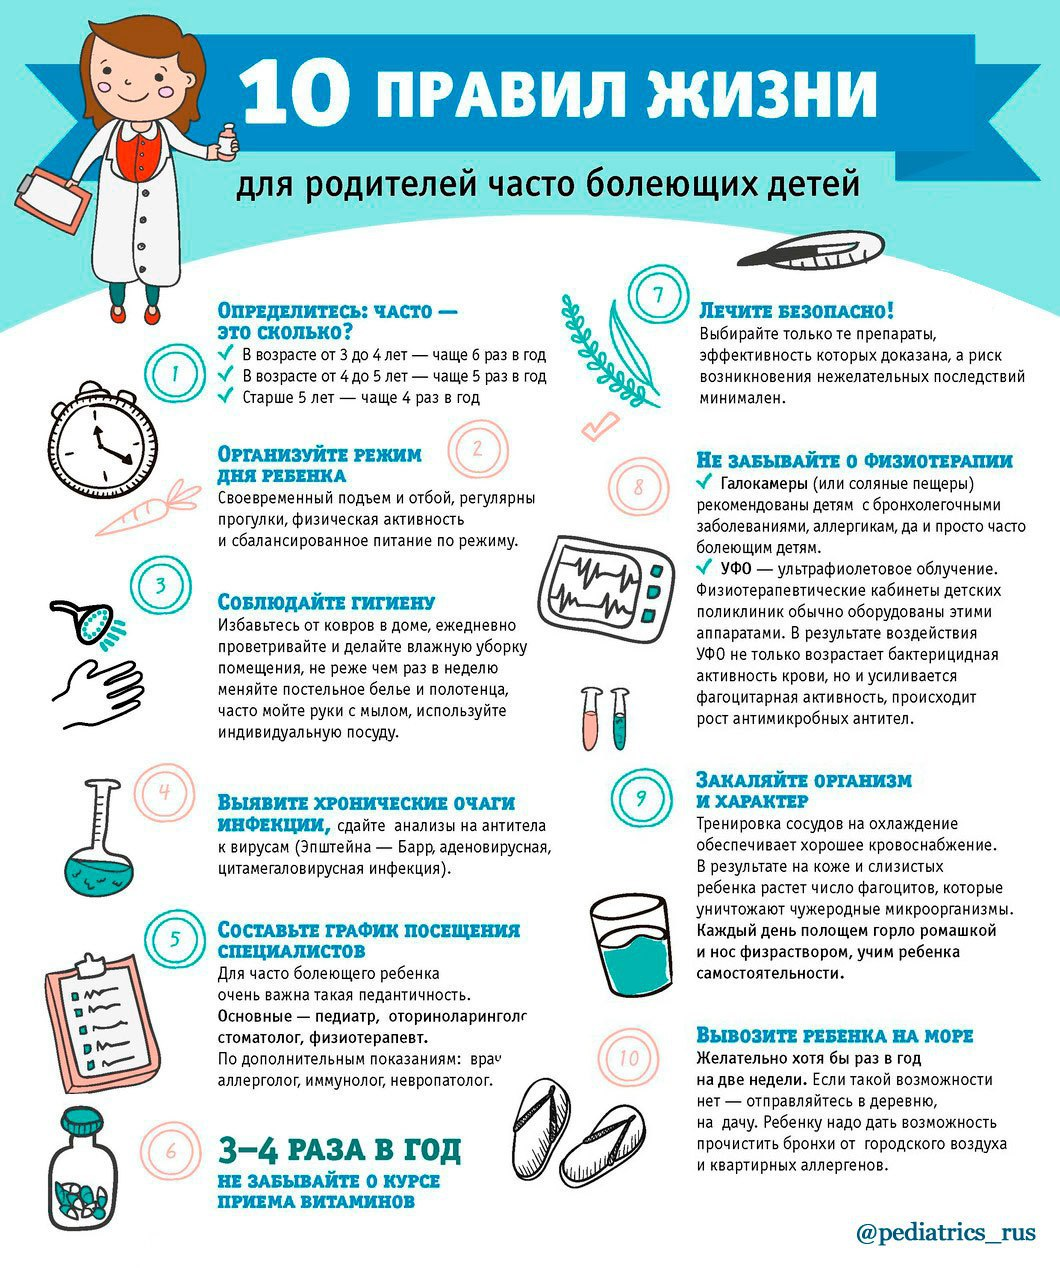 10 ПРАВИЛ ЖИЗНИ
для родителей часто болеющих детей
1
ОПРЕДЕЛИТЕСЬ: ЧАСТО —
ЭТО СКОЛЬКО?
В возрасте от 3 до 4 лет — чаще 6 раз в год
В возрасте от 4 до 5 лет — чаще 5 раз в год
Старше 5 лет — чаще 4 раз в год
2
ОРГАНИЗУЙТЕ РЕЖИМ
ДНЯ РЕБЕНКА
Своевременный подъем и отбой, регулярны
прогулки, физическая активность
и сбалансированное питание по режиму.
3
СОБЛЮДАЙТЕ ГИГИЕНУ
Избавьтесь от ковров в доме, ежедневно
проветривайте и делайте влажную уборку
помещения, не реже чем раз в неделю
меняйте постельное белье и полотенца,
часто мойте руки с мылом, используйте
индивидуальную посуду.
4
ВЫЯВИТЕ ХРОНИЧЕСКИЕ ОЧАГИ
ИНФЕКЦИИ, сдайте анализы на антитела
к вирусам (Эпштейна — Барр, аденовирусная,
цитамегаловирусная инфекция).
5
СОСТАВЬТЕ ГРАФИК ПОСЕЩЕНИЯ
СПЕЦИАЛИСТОВ
Для часто болеющего ребенка
очень важна такая педантичность.
Основные — педиатр, оториноларинголс
стоматолог, физиотерапевт.
По дополнительным показаниям: врач
аллерголог, иммунолог, невропатолог.
6
3–4 РАЗА В ГОД
НЕ ЗАБЫВАЙТЕ О КУРСЕ
ПРИЕМА ВИТАМИНОВ
7
ЛЕЧИТЕ БЕЗОПАСНО!
Выбирайте только те препараты,
эффективность которых доказана, а риск
возникновения нежелательных последствий
минимален.
8
НЕ ЗАБЫВАЙТЕ О ФИЗИОТЕРАПИИ
Галокамеры (или соляные пещеры)
рекомендованы детям с бронхолегочными
заболеваниями, аллергикам, да и просто часто
болеющим детям.
УФО — ультрафиолетовое облучение.
Физиотерапевтические кабинеты детских
поликлиник обычно оборудованы этими
аппаратами. В результате воздействия
УФО не только возрастает бактерицидная
активность крови, но и усиливается
фагоцитарная активность, происходит
рост антимикробных антител.
9
ЗАКАЛЯЙТЕ ОРГАНИЗМ
И ХАРАКТЕР
Тренировка сосудов на охлаждение
обеспечивает хорошее кровоснабжение.
В результате на коже и слизистых
ребенка растет число фагоцитов, которые
уничтожают чужеродные микроорганизмы.
Каждый день полощем горло ромашкой
и нос физраствором, учим ребенка
самостоятельности.
10
ВЫВОЗИТЕ РЕБЕНКА НА МОРЕ
Желательно хотя бы раз в год
на две недели. Если такой возможности
нет — отправляйтесь в деревню,
на дачу. Ребенку надо дать возможность
прочистить бронхи от городского воздуха
и квартирных аллергенов.
@pediatrics_rus